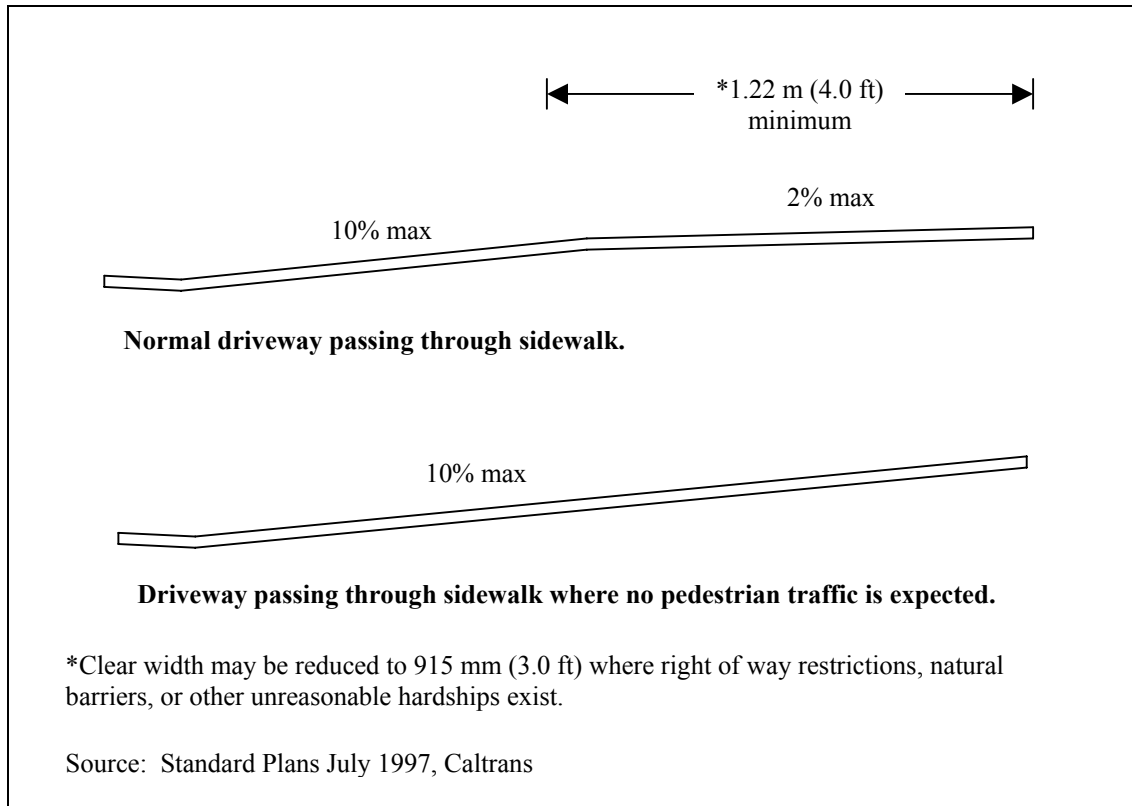 *1.22 m (4.0 ft)
minimum
2% max
10% max
Normal driveway passing through sidewalk.
10% max
Driveway passing through sidewalk where no pedestrian traffic is expected.
*Clear width may be reduced to 915 mm (3.0 ft) where right of way restrictions, natural
barriers, or other unreasonable hardships exist.
Source:  Standard Plans July 1997, Caltrans